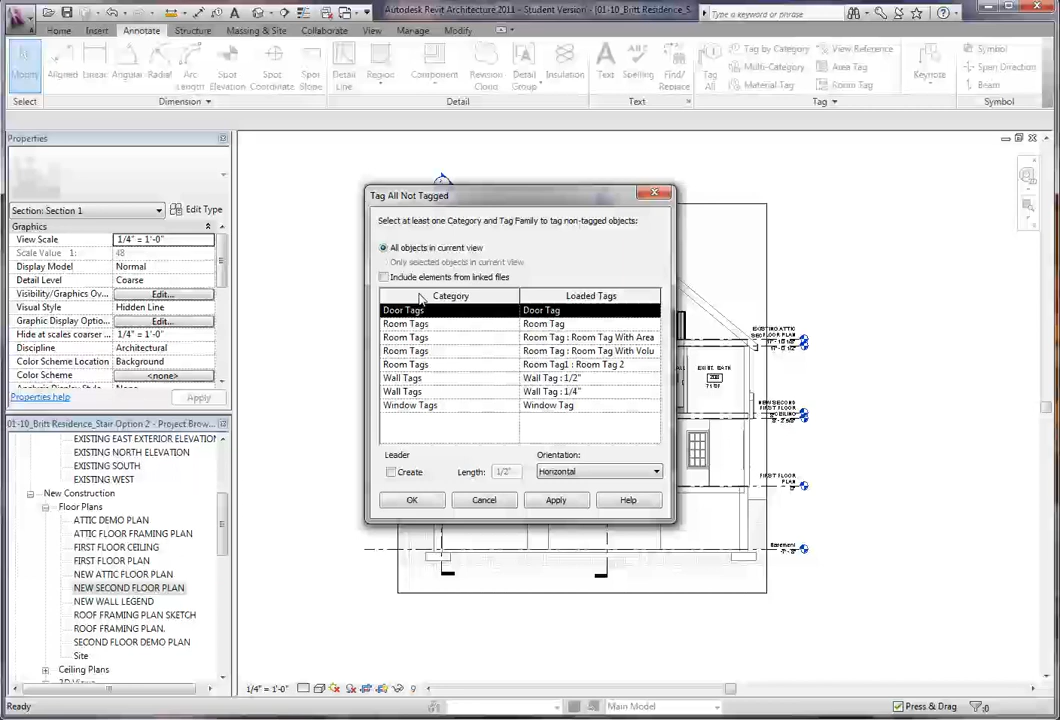 Autodesk Revit Architecture 2011 - Student Version - [01-10_Britt Residence_S...
Type a keyword or phrase
Home Insert Annotate Structure Massing & Site Collaborate View Manage Modify
Modify Aligned Linear Angular Radial Arc Length Spot Elevation Spot Coordinate Spot Slope Detail Line Region Component Revision Cloud Detail Group Insulation Text Spelling Find/ Replace Tag All
Tag by Category View Reference
Multi-Category Area Tag
Material Tag Room Tag
Keynote
Symbol
Span Direction
Beam
Select Dimension Detail Text Tag Symbol
Properties
Section: Section 1 Edit Type
Graphics
View Scale 1/4" = 1'-0"
Scale Value 1: 48
Display Model Normal
Detail Level Coarse
Visibility/Graphics Ov... Edit...
Visual Style Hidden Line
Graphic Display Optio... Edit...
Hide at scales coarser ... 1/4" = 1'-0"
Discipline Architectural
Color Scheme Location Background
Color Scheme <none>
Properties help Apply
01-10_Britt Residence_Stair Option 2 - Project Brow...
EXISTING EAST EXTERIOR ELEVATION
EXISTING NORTH ELEVATION
EXISTING SOUTH
EXISTING WEST
New Construction
Floor Plans
ATTIC DEMO PLAN
ATTIC FLOOR FRAMING PLAN
FIRST FLOOR CEILING
FIRST FLOOR PLAN
NEW ATTIC FLOOR PLAN
NEW SECOND FLOOR PLAN
NEW WALL LEGEND
ROOF FRAMING PLAN SKETCH
ROOF FRAMING PLAN.
SECOND FLOOR DEMO PLAN
Site
Ceiling Plans
Tag All Not Tagged
Select at least one Category and Tag Family to tag non-tagged objects:
All objects in current view
Only selected objects in current view
Include elements from linked files
Category Loaded Tags
Door Tags Door Tag
Room Tags Room Tag
Room Tags Room Tag : Room Tag With Area
Room Tags Room Tag : Room Tag With Volu
Room Tags Room Tag1 : Room Tag 2
Wall Tags Wall Tag : 1/2"
Wall Tags Wall Tag : 1/4"
Window Tags Window Tag
Leader Orientation:
Create Length: 1/2" Horizontal
OK Cancel Apply Help
EXISTING ATTIC
EXIST. BATH
FIRST FLOOR
PLAN
Basement
1/4" = 1'-0"
Ready Main Model Press & Drag :0